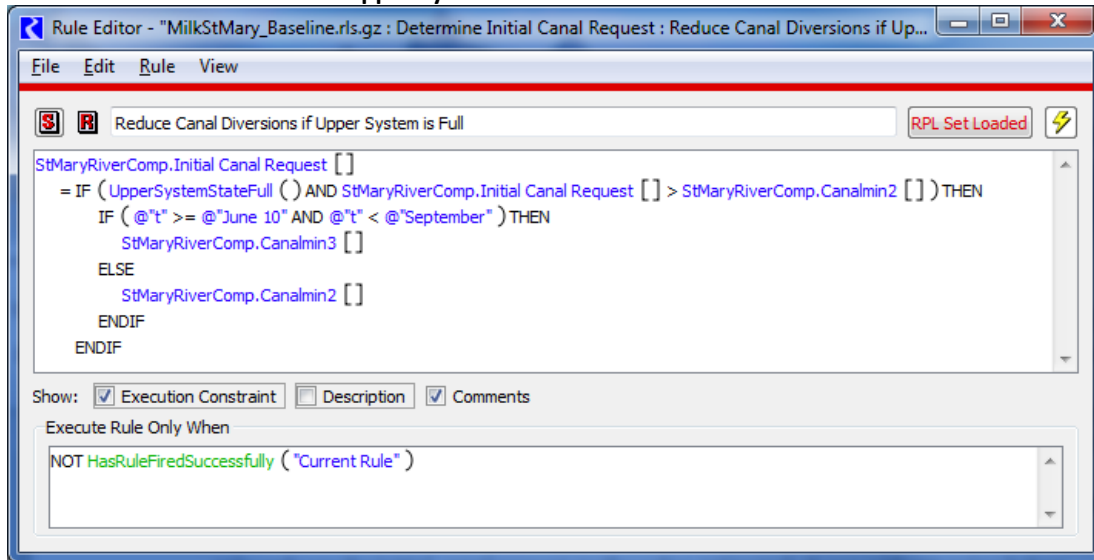 Rule Editor - "MilkStMary_Baseline.rls.gz : Determine Initial Canal Request : Reduce Canal Diversions if Up...
File Edit Rule View
S R Reduce Canal Diversions if Upper System is Full RPL Set Loaded
StMaryRiverComp.Initial Canal Request []
= IF ( UpperSystemStateFull () AND StMaryRiverComp.Initial Canal Request [] > StMaryRiverComp.Canalmin2 [] ) THEN
IF ( @"t" >= @"June 10" AND @"t" < @"September" ) THEN
StMaryRiverComp.Canalmin3 []
ELSE
StMaryRiverComp.Canalmin2 []
ENDIF
ENDIF
Show: Execution Constraint Description Comments
Execute Rule Only When
NOT HasRuleFiredSuccessfully ( "Current Rule" )